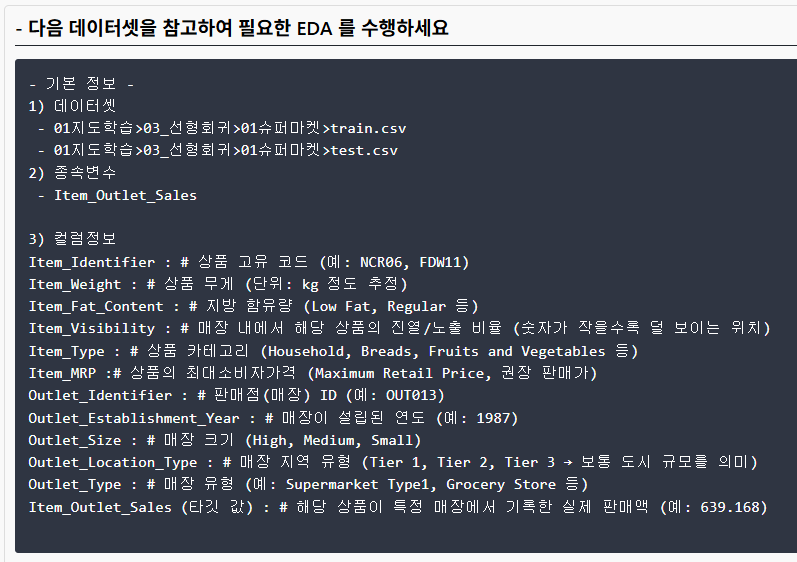 - 다음 데이터셋을 참고하여 필요한 EDA 를 수행하세요
- 기본 정보 -
1) 데이터셋
- 01지도학습>03_선형회귀>01슈퍼마켓>train.csv
- 01지도학습>03_선형회귀>01슈퍼마켓>test.csv
2) 종속변수
- Item_Outlet_Sales
3) 컬럼정보
Item_Identifier : # 상품 고유 코드 (예: NCR06, FDW11)
Item_Weight : # 상품 무게 (단위: kg 정도 추정)
Item_Fat_Content : # 지방 함유량 (Low Fat, Regular 등)
Item_Visibility : # 매장 내에서 해당 상품의 진열/노출 비율 (숫자가 작을수록 덜 보이는 위치)
Item_Type : # 상품 카테고리 (Household, Breads, Fruits and Vegetables 등)
Item_MRP :# 상품의 최대소비자가격 (Maximum Retail Price, 권장 판매가)
Outlet_Identifier : # 판매점(매장) ID (예: OUT013)
Outlet_Establishment_Year : # 매장이 설립된 연도 (예: 1987)
Outlet_Size : # 매장 크기 (High, Medium, Small)
Outlet_Location_Type : # 매장 지역 유형 (Tier 1, Tier 2, Tier 3 → 보통 도시 규모를 의미)
Outlet_Type : # 매장 유형 (예: Supermarket Type1, Grocery Store 등)
Item_Outlet_Sales (타깃 값) : # 해당 상품이 특정 매장에서 기록한 실제 판매액 (예: 639.168)